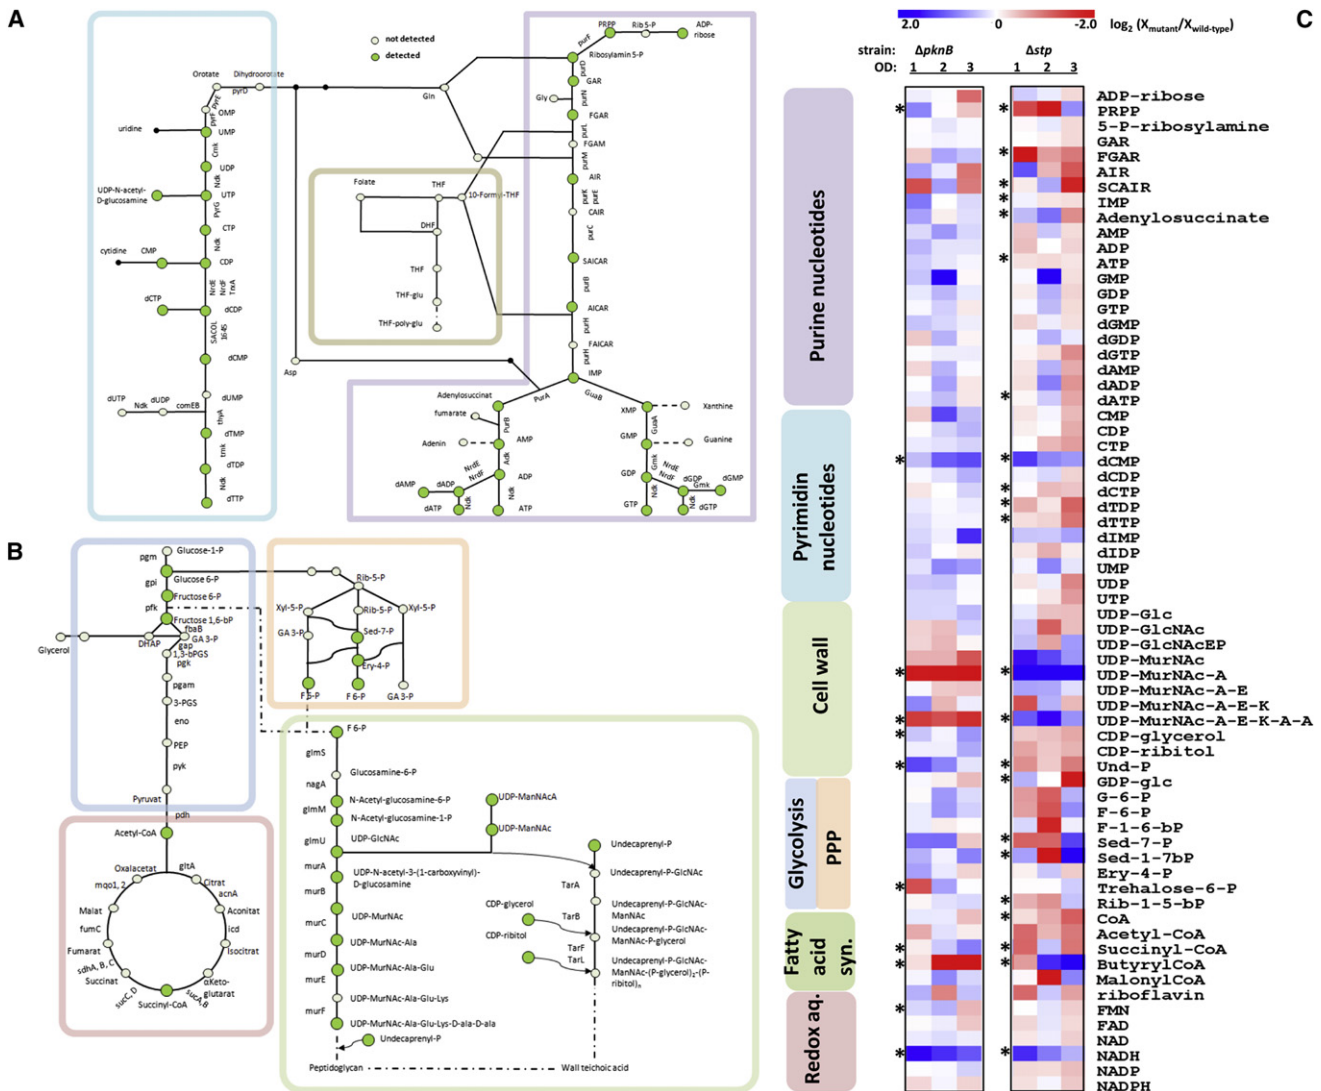 A
not detected
detected
Orotate
Dihydroorotate
pyrD
PyrE
OMP
pyrF
uridine
UMP
Cmk
UDP
Ndk
UDP-N-acetyl-
D-glucosamine
UTP
PyrG
CTP
Ndk
cytidine
CMP
CDP
NrdE
NrdF
TrxA
dCTP
dCDP
SACOL
1645
dCMP
dUTP
Ndk
dUDP
comEB
dUMP
thyA
dTMP
tmk
dTDP
Ndk
dTTP
Gln
Asp
Folate
THF
10-Formyl-THF
DHF
THF
THF-glu
THF-poly-glu
PRPP
Rib 5-P
ADP-
ribose
purF
Ribosylamin 5-P
purD
GAR
purN
Gly
FGAR
purL
FGAM
purM
AIR
purK
purE
CAIR
purC
SAICAR
purB
AICAR
purH
FAICAR
purH
IMP
PurA
GuaB
Adenylosuccinat
fumarate
PurB
Adenin
AMP
Adk
NrdE
NrdF
ADP
dAMP
dADP
Ndk
Ndk
dATP
ATP
XMP
Xanthine
GuaA
GMP
Guanine
Gmk
NrdE
NrdF
GDP
dGDP
Gmk
dGMP
Ndk
Ndk
GTP
dGTP
B
pgm
Glucose-1-P
gpi
Glucose 6-P
Fructose 6-P
pfk
Fructose 1,6-bP
fbaB
Glycerol
DHAP
GA 3-P
gap
1,3-bPGS
pgk
pgam
3-PGS
eno
PEP
pyk
Pyruvat
pdh
Acetyl-CoA
Oxalacetat
gltA
Citrat
mqo1, 2
acnA
Malat
Aconitat
fumC
icd
Fumarat
Isocitrat
sdhA, B, C
Succinat
αKeto-
glutarat
sucC, D
sucA,B
Succinyl-CoA
Rib-5-P
Xyl-5-P
Rib-5-P
Xyl-5-P
GA 3-P
Sed-7-P
Ery-4-P
F 6-P
F 6-P
GA 3-P
F 6-P
glmS
Glucosamine-6-P
nagA
N-Acetyl-glucosamine-6-P
glmM
N-Acetyl-glucosamine-1-P
glmU
UDP-GlcNAc
murA
UDP-N-acetyl-3-(1-carboxyvinyl)-
D-glucosamine
murB
UDP-MurNAc
murC
UDP-MurNAc-Ala
murD
UDP-MurNAc-Ala-Glu
murE
UDP-MurNAc-Ala-Glu-Lys
murF
UDP-MurNAc-Ala-Glu-Lys-D-ala-D-ala
Undecaprenyl-P
Peptidoglycan
Wall teichoic acid
UDP-ManNAcA
UDP-ManNAc
Undecaprenyl-P
Undecaprenyl-P-GlcNAc
TarA
CDP-glycerol
Undecaprenyl-P-GlcNAc-
ManNAc
TarB
CDP-ribitol
Undecaprenyl-P-GlcNAc-
ManNAc-P-glycerol
TarF
TarL
Undecaprenyl-P-GlcNAc-
ManNAc-(P-glycerol)₂-(P-
ribitol)ₙ
C
2.0 0 -2.0 log₂ (Xmutant/Xwild-type)
strain: ΔpknB Δstp
OD: 1 2 3 1 2 3
Purine nucleotides
Pyrimidin
nucleotides
Cell wall
Glycolysis
PPP
Fatty
acid
syn.
Redox aq.
ADP-ribose
* * PRPP
5-P-ribosylamine
GAR
* FGAR
AIR
* SCAIR
* IMP
* Adenylosuccinate
AMP
ADP
* ATP
GMP
GDP
GTP
dGMP
dGDP
dGTP
dAMP
dADP
* dATP
CMP
CDP
CTP
* * dCMP
dCDP
* dCTP
* dTDP
* dTTP
dIMP
dIDP
UMP
UDP
UTP
UDP-Glc
UDP-GlcNAc
UDP-GlcNAcEP
UDP-MurNAc
* * UDP-MurNAc-A
UDP-MurNAc-A-E
UDP-MurNAc-A-E-K
* * UDP-MurNAc-A-E-K-A-A
* CDP-glycerol
CDP-ribitol
* * Und-P
* GDP-glc
G-6-P
F-6-P
F-1-6-bP
* Sed-7-P
* Sed-1-7bP
Ery-4-P
* Trehalose-6-P
* Rib-1-5-bP
* CoA
Acetyl-CoA
* * Succinyl-CoA
* * ButyrylCoA
MalonylCoA
riboflavin
* FMN
FAD
NAD
* * NADH
NADP
NADPH